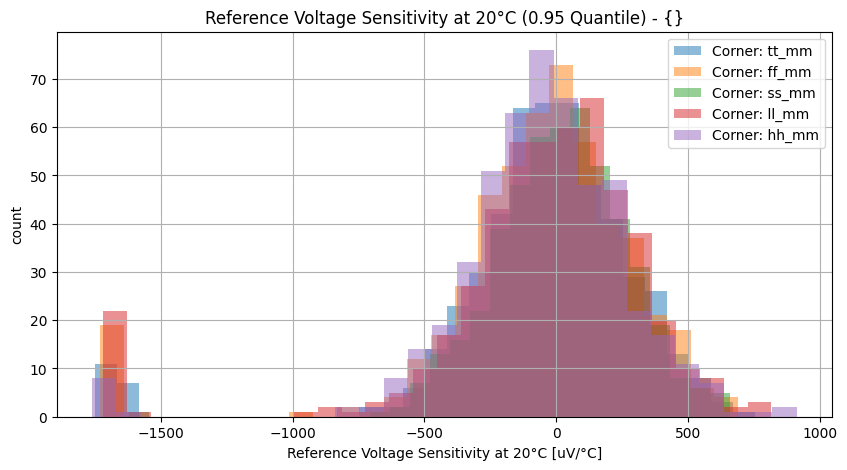 Reference Voltage Sensitivity at 20°C (0.95 Quantile) - {}
Corner: tt_mm
Corner: ff_mm
Corner: ss_mm
Corner: ll_mm
Corner: hh_mm
count
70
60
50
40
30
20
10
0
−1500
−1000
−500
0
500
1000
Reference Voltage Sensitivity at 20°C [uV/°C]